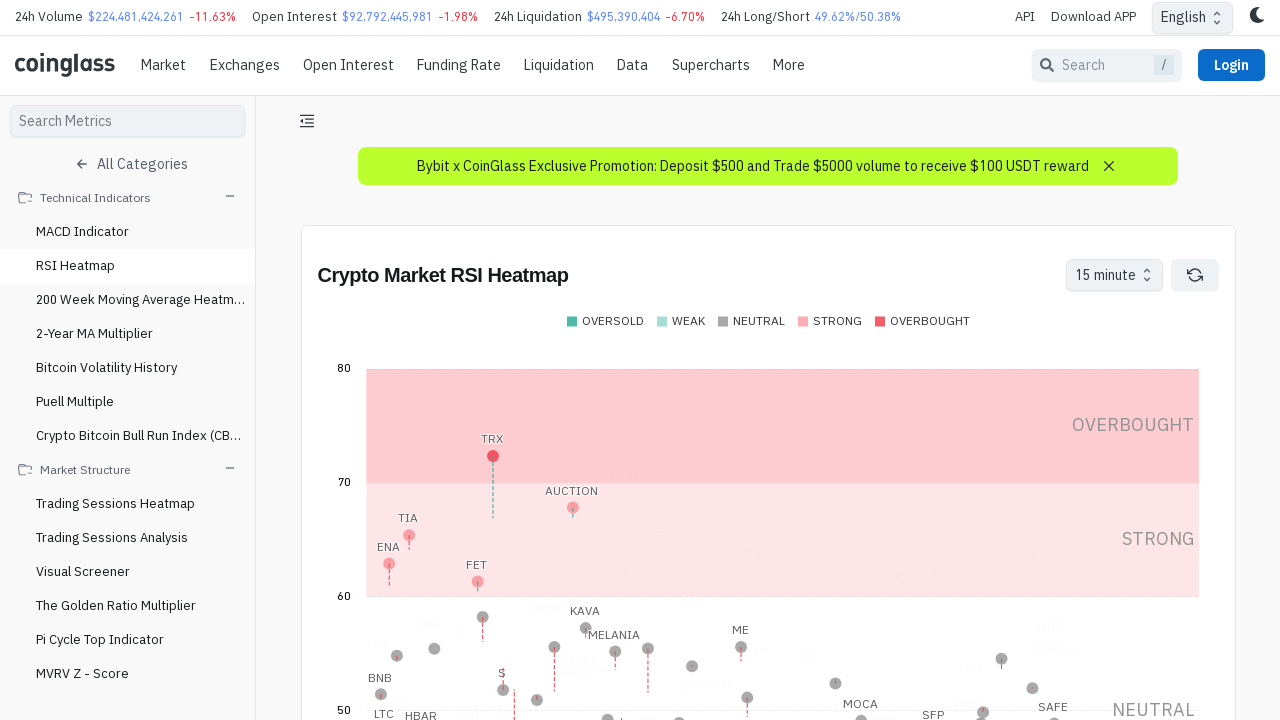 24h Volume $224,481,424,261 -11.63% Open Interest $92,792,445,981 -1.98% 24h Liquidation $495,390,404 -6.70% 24h Long/Short 49.62%/50.38% API Download APP English
coinglass Market Exchanges Open Interest Funding Rate Liquidation Data Supercharts More Search / Login
Search Metrics
All Categories
Technical Indicators
MACD Indicator
RSI Heatmap
200 Week Moving Average Heatm...
2-Year MA Multiplier
Bitcoin Volatility History
Puell Multiple
Crypto Bitcoin Bull Run Index (CB...
Market Structure
Trading Sessions Heatmap
Trading Sessions Analysis
Visual Screener
The Golden Ratio Multiplier
Pi Cycle Top Indicator
MVRV Z - Score
Bybit x CoinGlass Exclusive Promotion: Deposit $500 and Trade $5000 volume to receive $100 USDT reward
Crypto Market RSI Heatmap
15 minute
OVERSOLD WEAK NEUTRAL STRONG OVERBOUGHT
80
OVERBOUGHT
TRX
70
AUCTION
TIA
STRONG
ENA
FET
60
KAVA
MELANIA
ME
S
BNB
MOCA
SAFE
50
LTC
HBAR
SFP
NEUTRAL